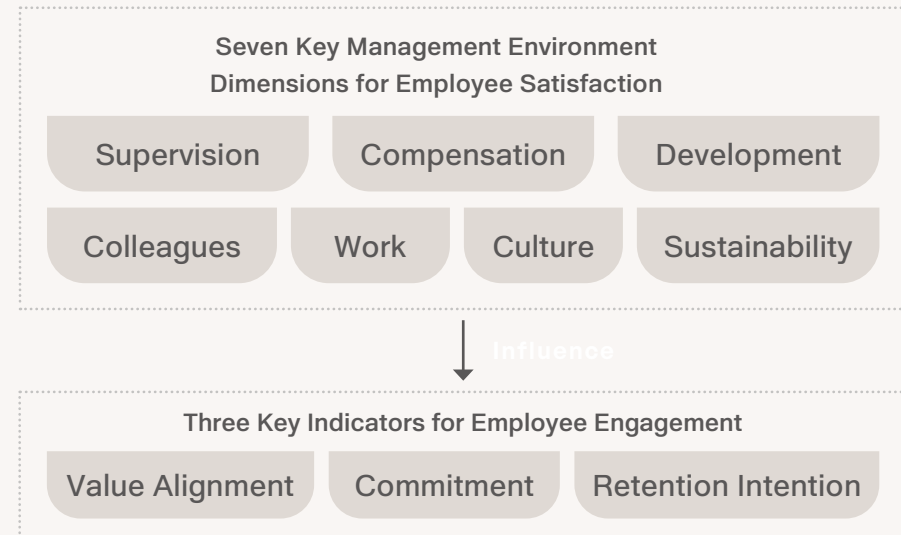 Seven Key Management Environment
Dimensions for Employee Satisfaction
Supervision
Compensation
Development
Colleagues
Work
Culture
Sustainability
Influence
Three Key Indicators for Employee Engagement
Value Alignment
Commitment
Retention Intention